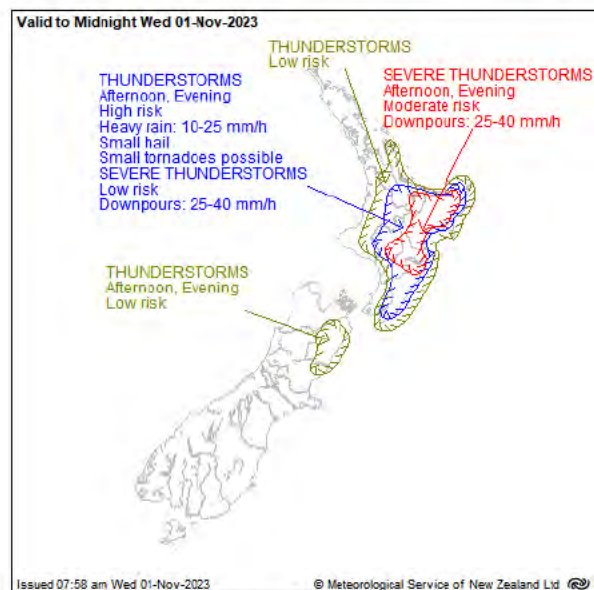 Valid to Midnight Wed 01-Nov-2023
THUNDERSTORMS
Low risk
THUNDERSTORMS
Afternoon, Evening
High risk
Heavy rain: 10-25 mm/h
Small hail
Small tornadoes possible
SEVERE THUNDERSTORMS
Low risk
Downpours: 25-40 mm/h
SEVERE THUNDERSTORMS
Afternoon, Evening
Moderate risk
Downpours: 25-40 mm/h
THUNDERSTORMS
Afternoon, Evening
Low risk
Issued 07:58 am Wed 01-Nov-2023
© Meteorological Service of New Zealand Ltd